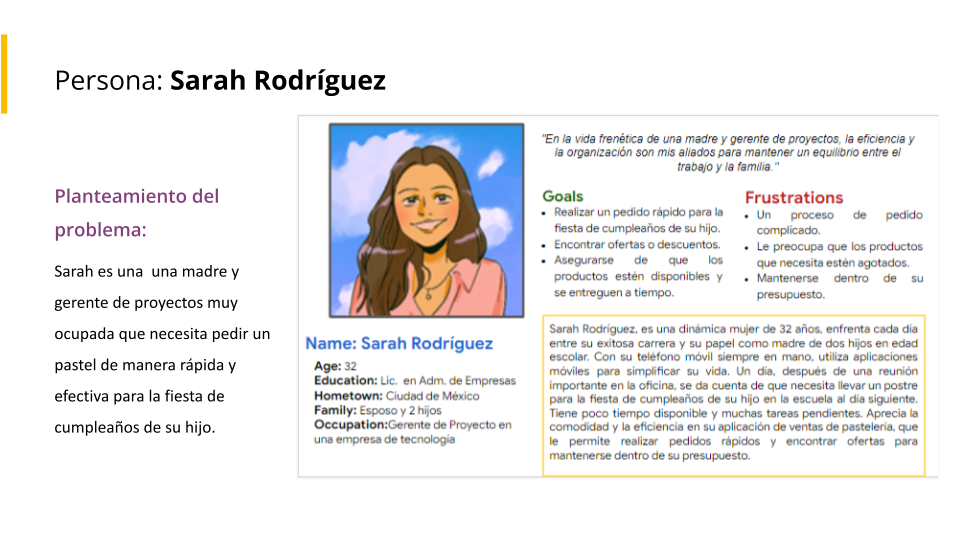 Persona: Sarah Rodríguez
Planteamiento del
problema:
Sarah es una  una madre y
gerente de proyectos muy
ocupada que necesita pedir un
pastel de manera rápida y
efectiva para la fiesta de
cumpleaños de su hijo.
Name: Sarah Rodríguez
Age: 32
Education: Lic.  en Adm. de Empresas
Hometown: Ciudad de México
Family: Esposo y 2 hijos
Occupation:Gerente de Proyecto en
una empresa de tecnología
"En la vida frenética de una madre y gerente de proyectos, la eficiencia y
la organización son mis aliados para mantener un equilibrio entre el
trabajo y la familia."
Goals
• Realizar un pedido rápido para la
fiesta de cumpleaños de su hijo.
• Encontrar ofertas o descuentos.
• Asegurarse de que los
productos estén disponibles y
se entreguen a tiempo.
Frustrations
• Un proceso de pedido
complicado.
• Le preocupa que los productos
que necesita estén agotados.
• Mantenerse dentro de su
presupuesto.
Sarah Rodríguez, es una dinámica mujer de 32 años, enfrenta cada día
entre su exitosa carrera y su papel como madre de dos hijos en edad
escolar. Con su teléfono móvil siempre en mano, utiliza aplicaciones
móviles para simplificar su vida. Un día, después de una reunión
importante en la oficina, se da cuenta de que necesita llevar un postre
para la fiesta de cumpleaños de su hijo en la escuela al día siguiente.
Tiene poco tiempo disponible y muchas tareas pendientes. Aprecia la
comodidad y la eficiencia en su aplicación de ventas de pastelería, que
le permite realizar pedidos rápidos y encontrar ofertas para
mantenerse dentro de su presupuesto.